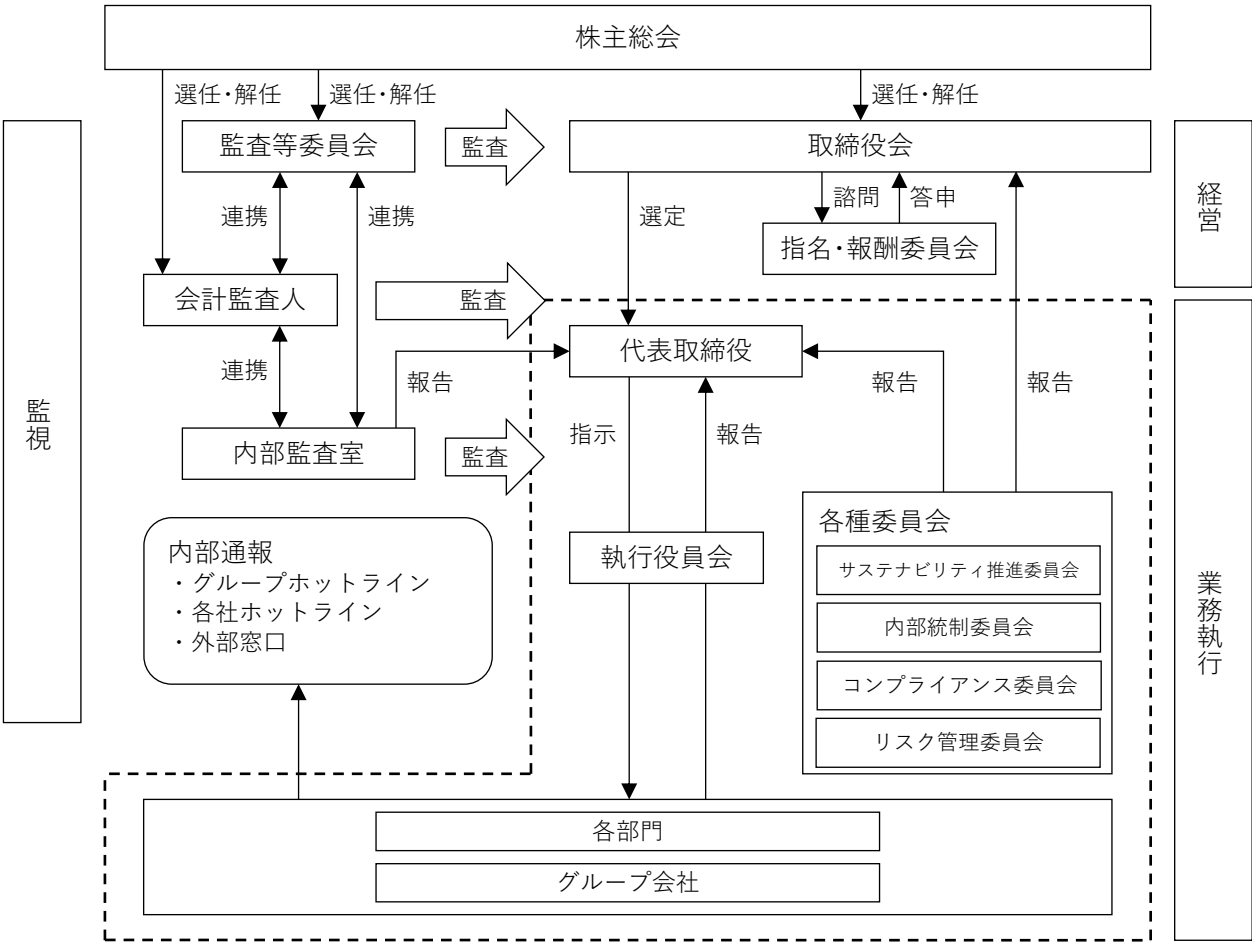 株主総会
選任・解任
選任・解任
選任・解任
監査等委員会
監査
取締役会
連携
連携
選定
諮問
答申
指名・報酬委員会
経営
会計監査人
監査
代表取締役
連携
報告
報告
報告
監視
内部監査室
監査
指示
報告
各種委員会
サステナビリティ推進委員会
内部統制委員会
コンプライアンス委員会
リスク管理委員会
執行役員会
内部通報
・グループホットライン
・各社ホットライン
・外部窓口
業務執行
各部門
グループ会社